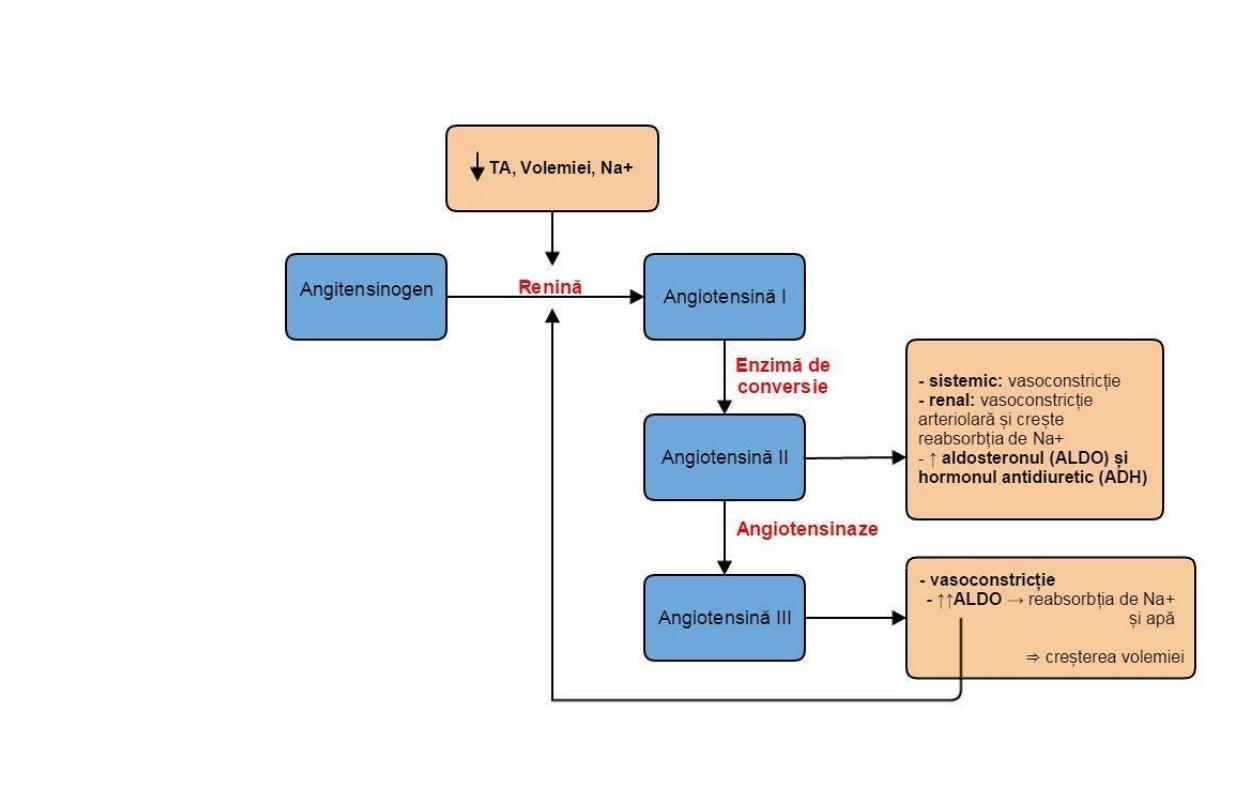 ↓ TA, Volemiei, Na+
Angitensinogen
Renină
Angiotensină I
Enzimă de
conversie
- sistemic: vasoconstricție
- renal: vasoconstricție
arteriolară și crește
reabsorbția de Na+
- ↑ aldosteronul (ALDO) și
hormonul antidiuretic (ADH)
Angiotensină II
Angiotensinaze
- vasoconstricție
- ↑↑ALDO → reabsorbția de Na+
și apă
⇒ creșterea volemiei
Angiotensină III